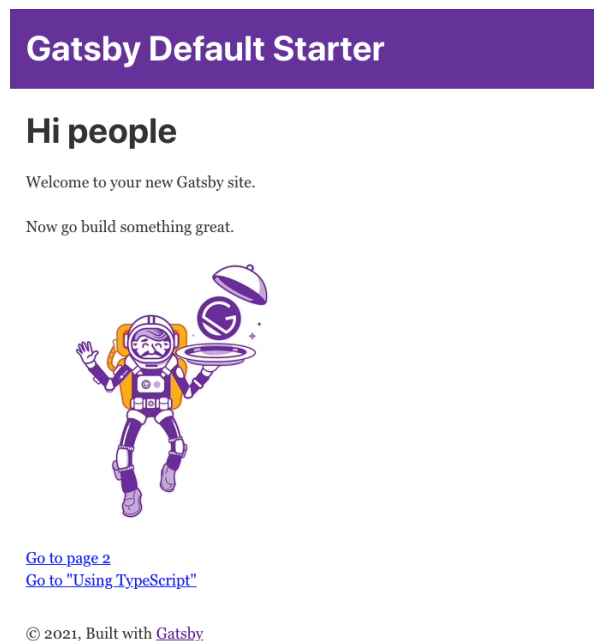 Gatsby Default Starter
Hi people
Welcome to your new Gatsby site.
Now go build something great.
Go to page 2
Go to "Using TypeScript"
© 2021, Built with Gatsby